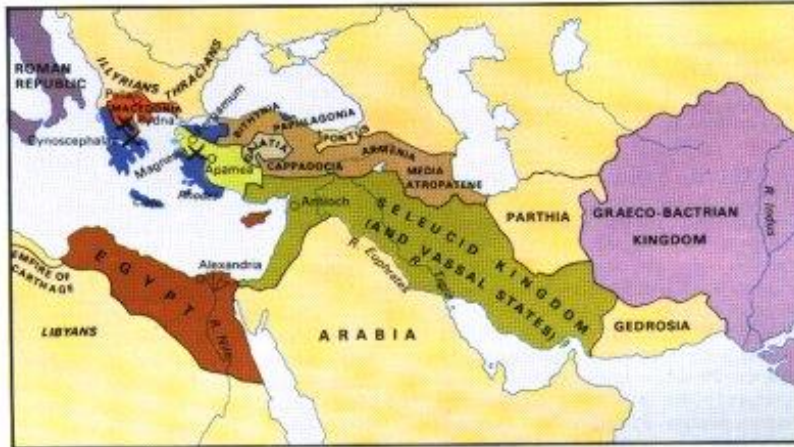 ROMAN
REPUBLIC
ILLYRIANS
THRACIANS
MACEDONIA
Pydna
Cynoscephalae
Magnesia
Apamea
Rhodes
BITHYNIA
PAPHLAGONIA
PONTUS
GALATIA
CAPPADOCIA
ARMENIA
MEDIA
ATROPATENE
Antioch
SELEUCID KINGDOM
(AND VASSAL STATES)
R. Euphrates
PARTHIA
GRAECO-BACTRIAN
KINGDOM
R. Indus
GEDROSIA
EMPIRE OF
CARTHAGE
EGYPT
Alexandria
R. Nile
LIBYANS
ARABIA